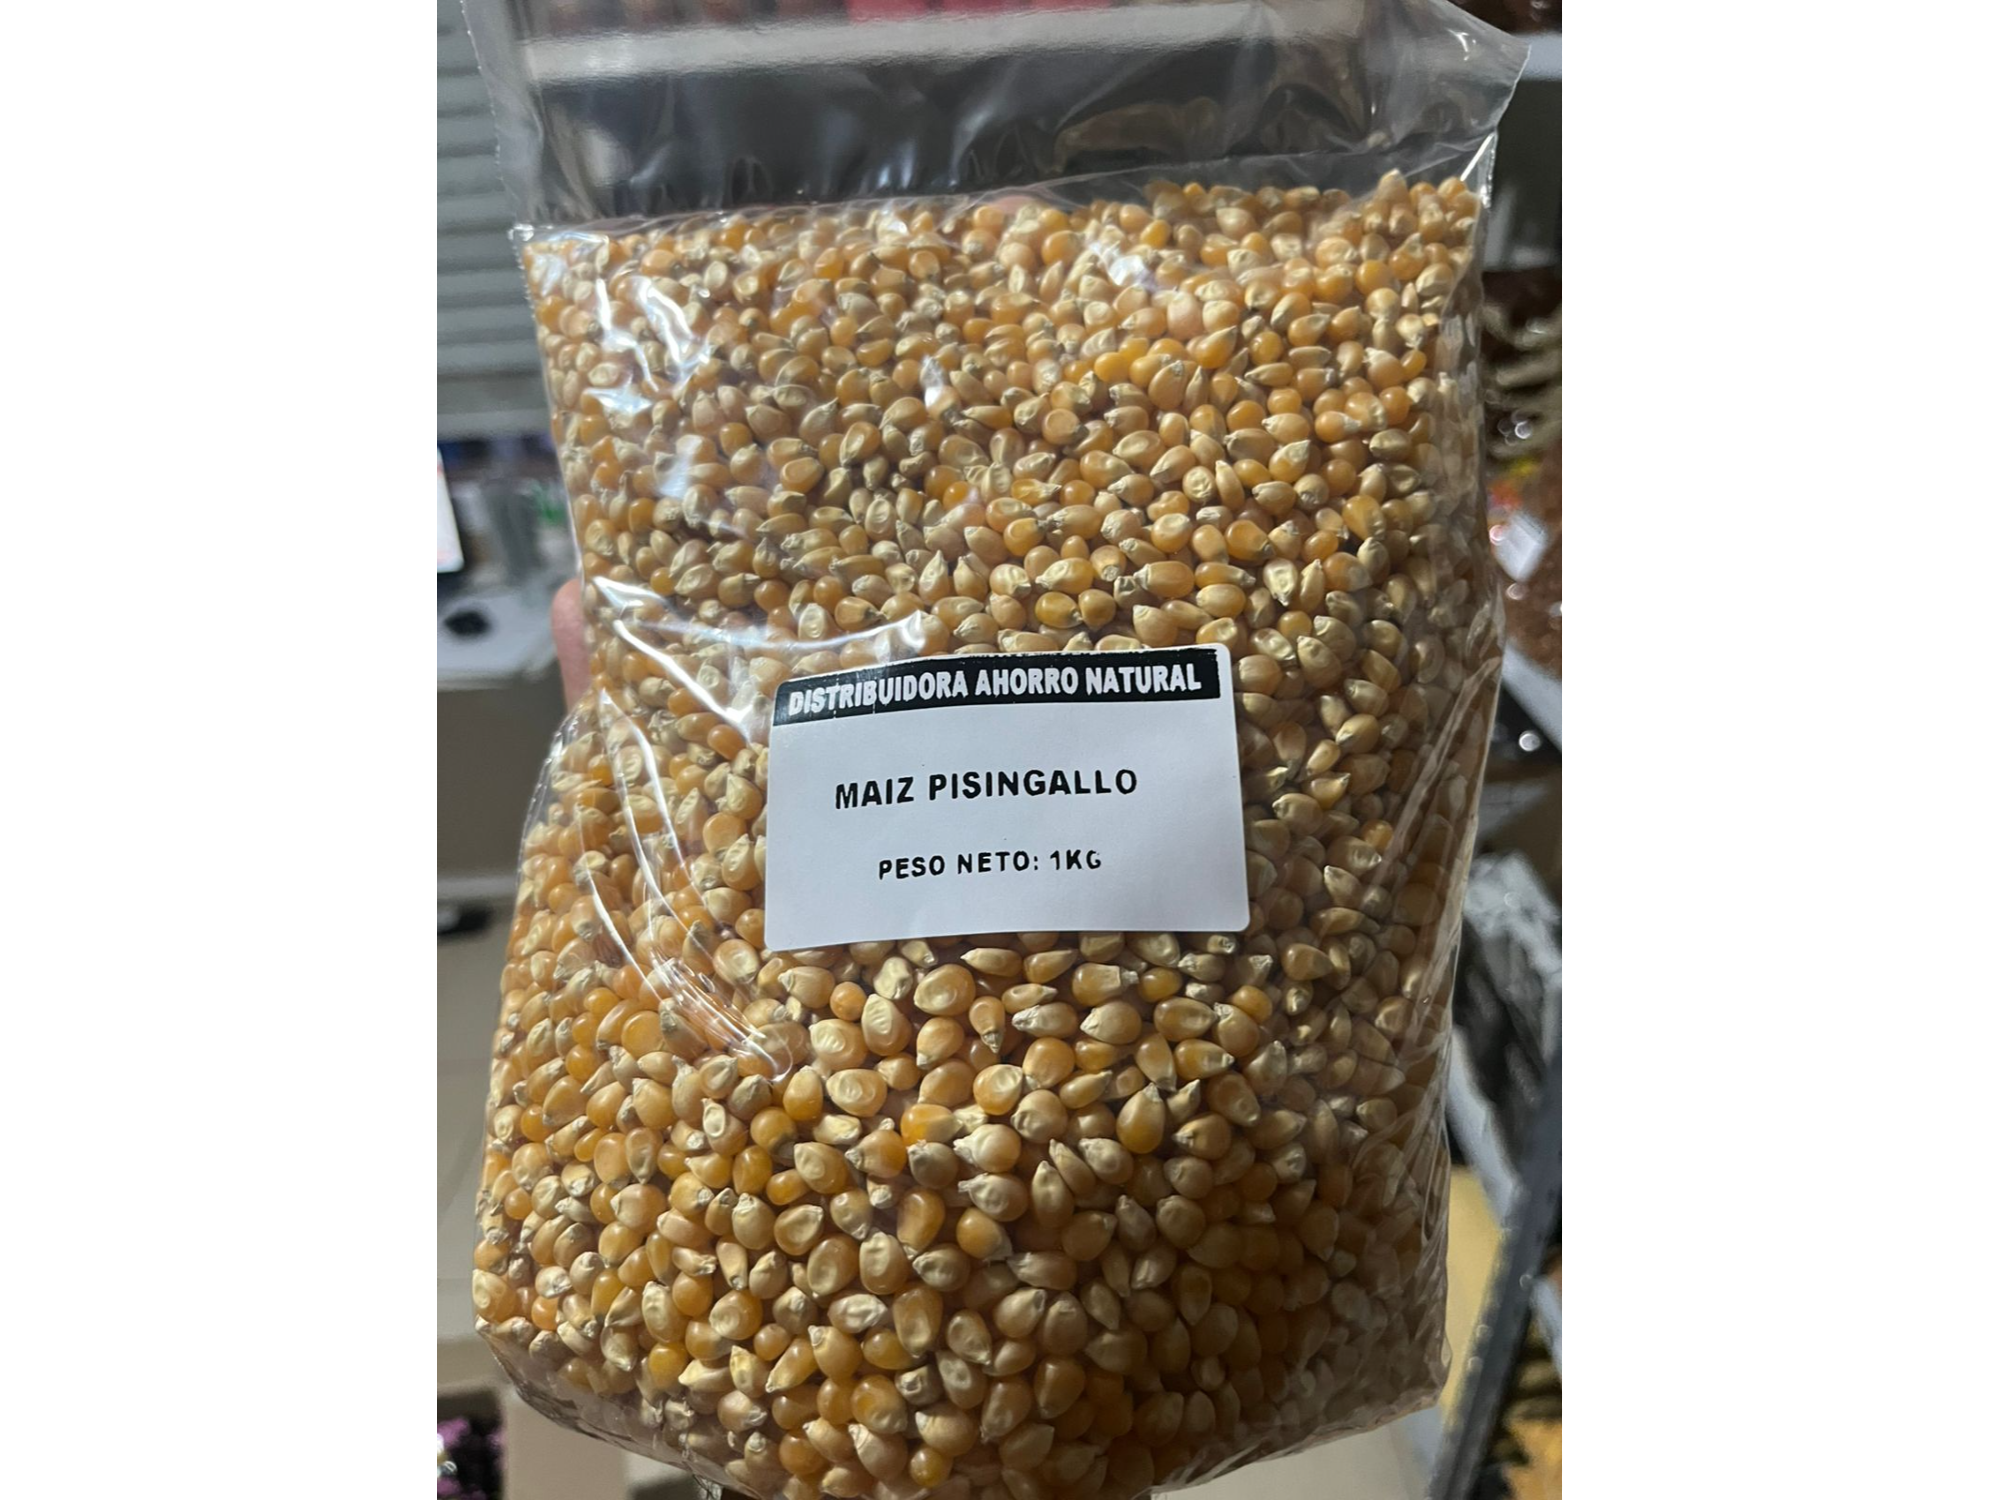 DISTRIBUIDORA AHORRO NATURAL
MAIZ PISINGALLO
PESO NETO: 1KG